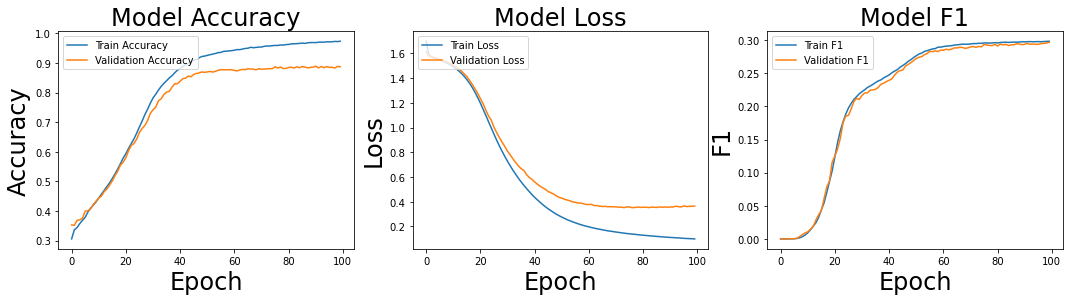 Model Accuracy
Train Accuracy
Validation Accuracy
Accuracy
1.0
0.9
0.8
0.7
0.6
0.5
0.4
0.3
0 20 40 60 80 100
Epoch
Model Loss
Train Loss
Validation Loss
Loss
1.6
1.4
1.2
1.0
0.8
0.6
0.4
0.2
0 20 40 60 80 100
Epoch
Model F1
Train F1
Validation F1
F1
0.30
0.25
0.20
0.15
0.10
0.05
0.00
0 20 40 60 80 100
Epoch